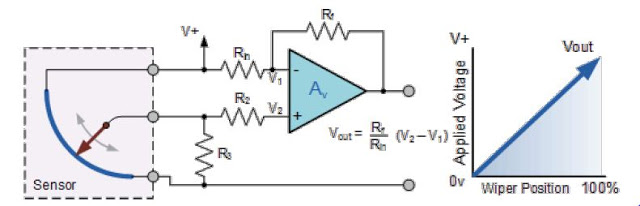 V+
Rf
Rin
V1
Av
R2
V2
R3
Vout = Rf/Rin (V2-V1)
Sensor
V+
Applied Voltage
0v
Vout
Wiper Position 100%